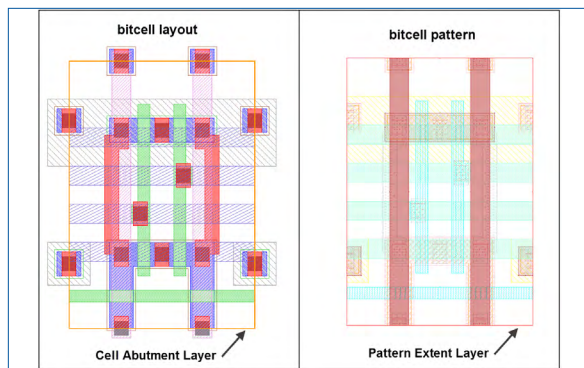 bitcell layout
bitcell pattern
Cell Abutment Layer
Pattern Extent Layer